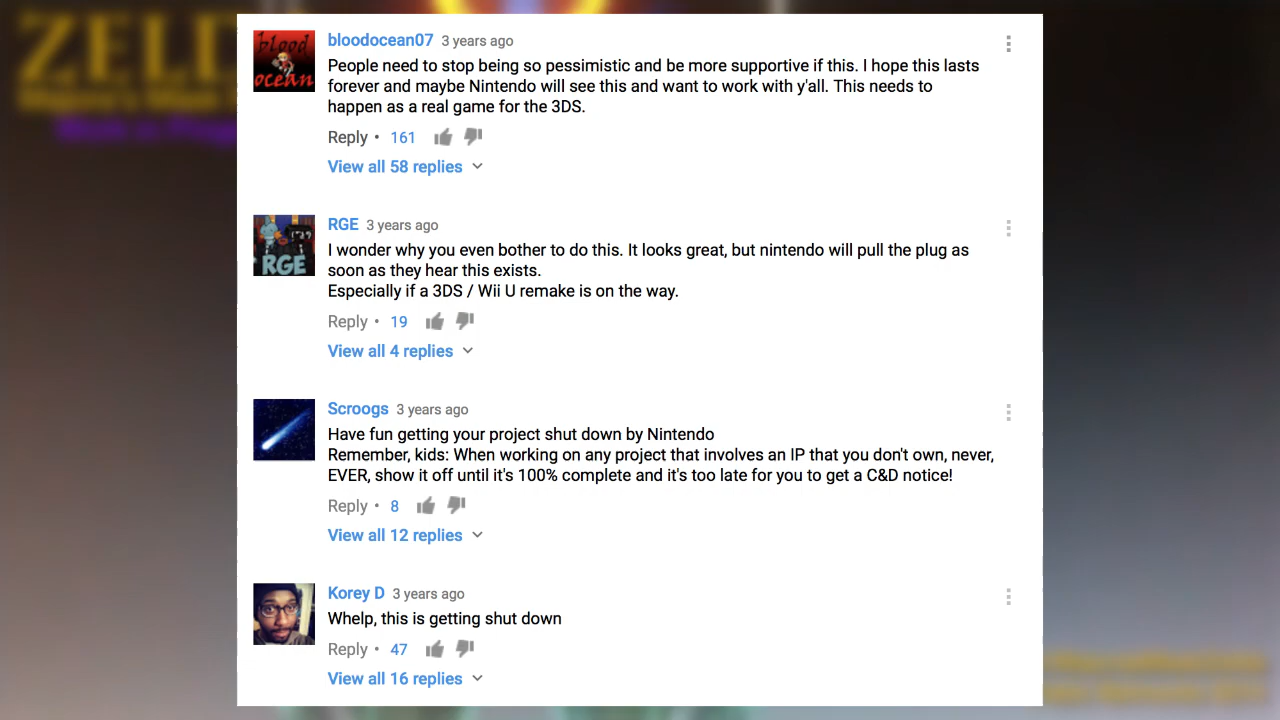 ZELD
blood
ocean
bloodocean07 3 years ago
People need to stop being so pessimistic and be more supportive if this. I hope this lasts
forever and maybe Nintendo will see this and want to work with y'all. This needs to
happen as a real game for the 3DS.
Reply • 161
View all 58 replies
RGE
RGE 3 years ago
I wonder why you even bother to do this. It looks great, but nintendo will pull the plug as
soon as they hear this exists.
Especially if a 3DS / Wii U remake is on the way.
Reply • 19
View all 4 replies
Scroogs 3 years ago
Have fun getting your project shut down by Nintendo
Remember, kids: When working on any project that involves an IP that you don't own, never,
EVER, show it off until it's 100% complete and it's too late for you to get a C&D notice!
Reply • 8
View all 12 replies
Korey D 3 years ago
Whelp, this is getting shut down
Reply • 47
View all 16 replies